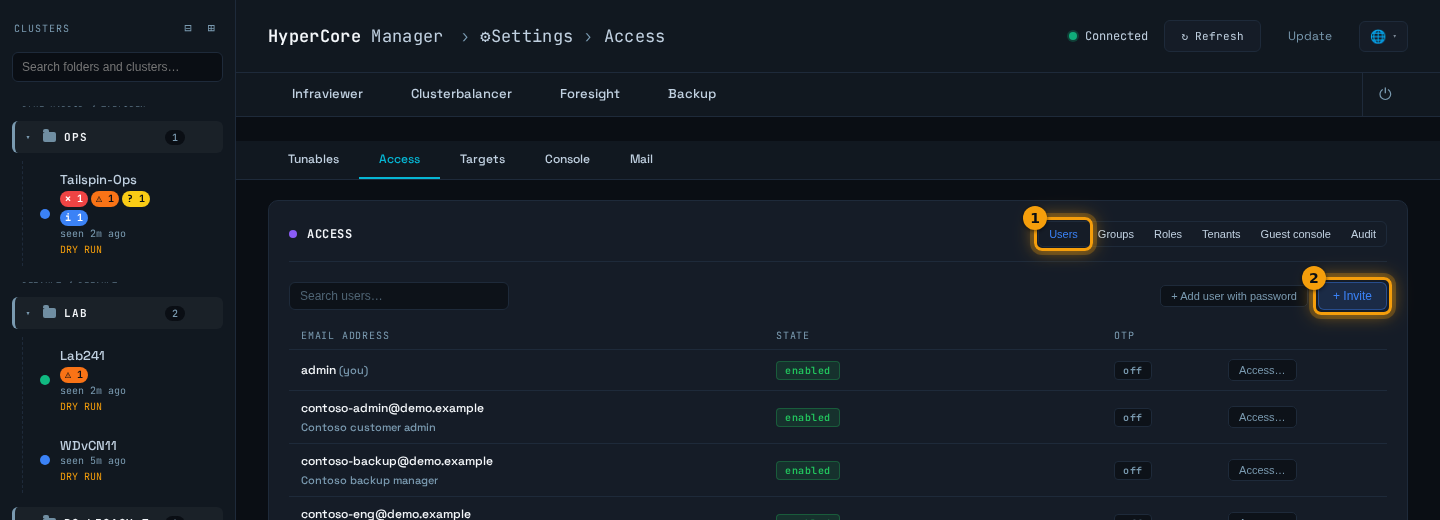 CLUSTERS
Search folders and clusters…
OPS 1
Tailspin-Ops
× 1 ⚠ 1 ? 1
i 1
seen 2m ago
DRY RUN
LAB 2
Lab241
⚠ 1
seen 2m ago
DRY RUN
WDvCN11
seen 5m ago
DRY RUN
HyperCore Manager › ⚙Settings › Access
Connected
↻ Refresh
Update
Infraviewer Clusterbalancer Foresight Backup
Tunables Access Targets Console Mail
ACCESS
1
Users Groups Roles Tenants Guest console Audit
Search users…
+ Add user with password
2
+ Invite
EMAIL ADDRESS STATE OTP
admin (you) enabled off Access…
contoso-admin@demo.example enabled off Access…
Contoso customer admin
contoso-backup@demo.example enabled off Access…
Contoso backup manager
contoso-eng@demo.example